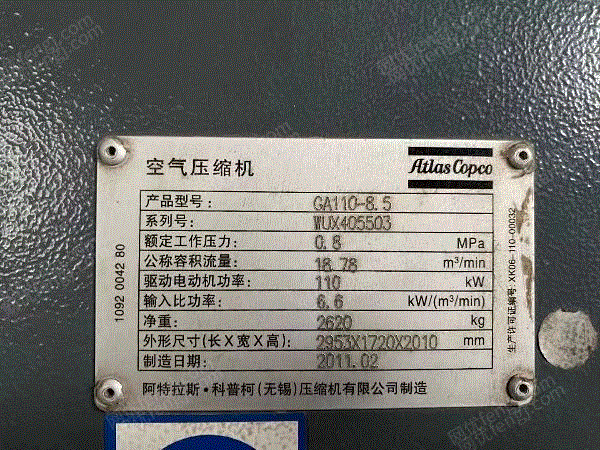 空气压缩机
Atlas Copco
产品型号: GA110-8.5
系列号: WUX405503
额定工作压力: 0.8 MPa
公称容积流量: 18.78 m³/min
驱动电动机功率: 110 kW
输入比功率: 6.6 kW/(m³/min)
净重: 2620 kg
外形尺寸(长X宽X高): 2953X1720X2010 mm
制造日期: 2011.02
阿特拉斯·科普柯(无锡)压缩机有限公司制造
1092 0042 80
生产许可证编号: XK06-110-00032